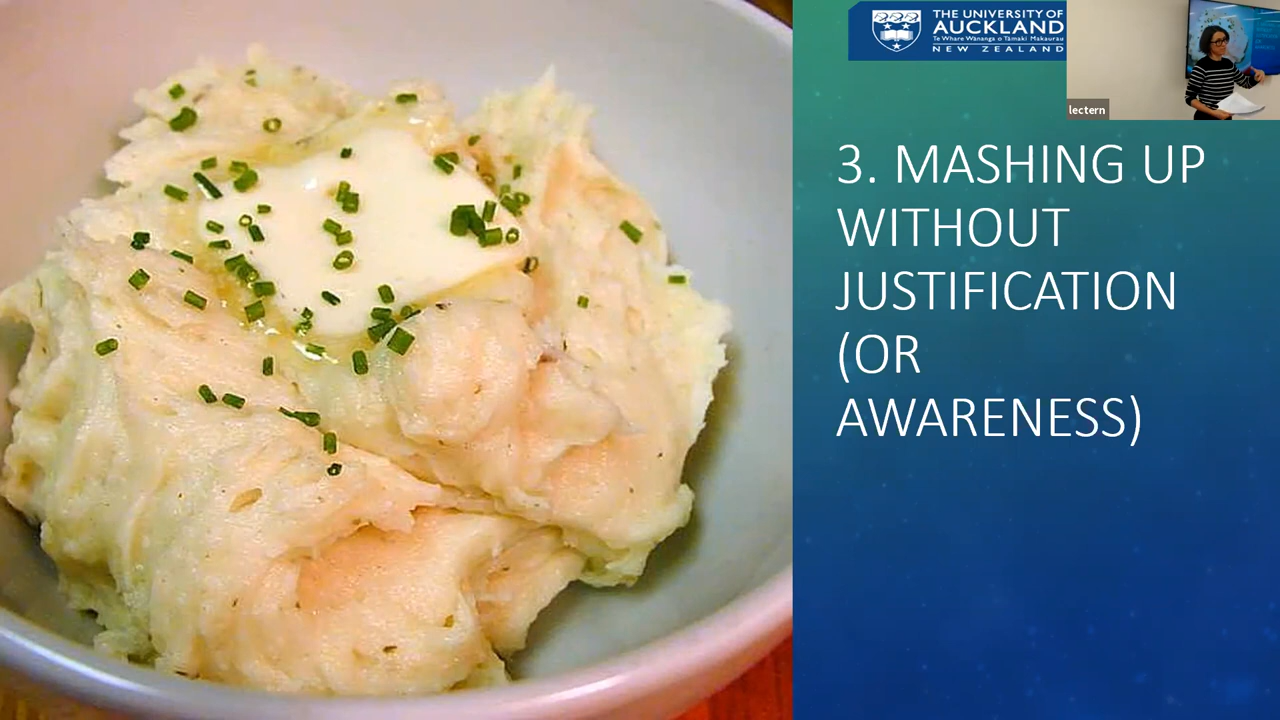 THE UNIVERSITY OF
AUCKLAND
Te Whare Wānanga o Tāmaki Makaurau
NEW ZEALAND
lectern
3. MASHING UP
WITHOUT
JUSTIFICATION
(OR
AWARENESS)